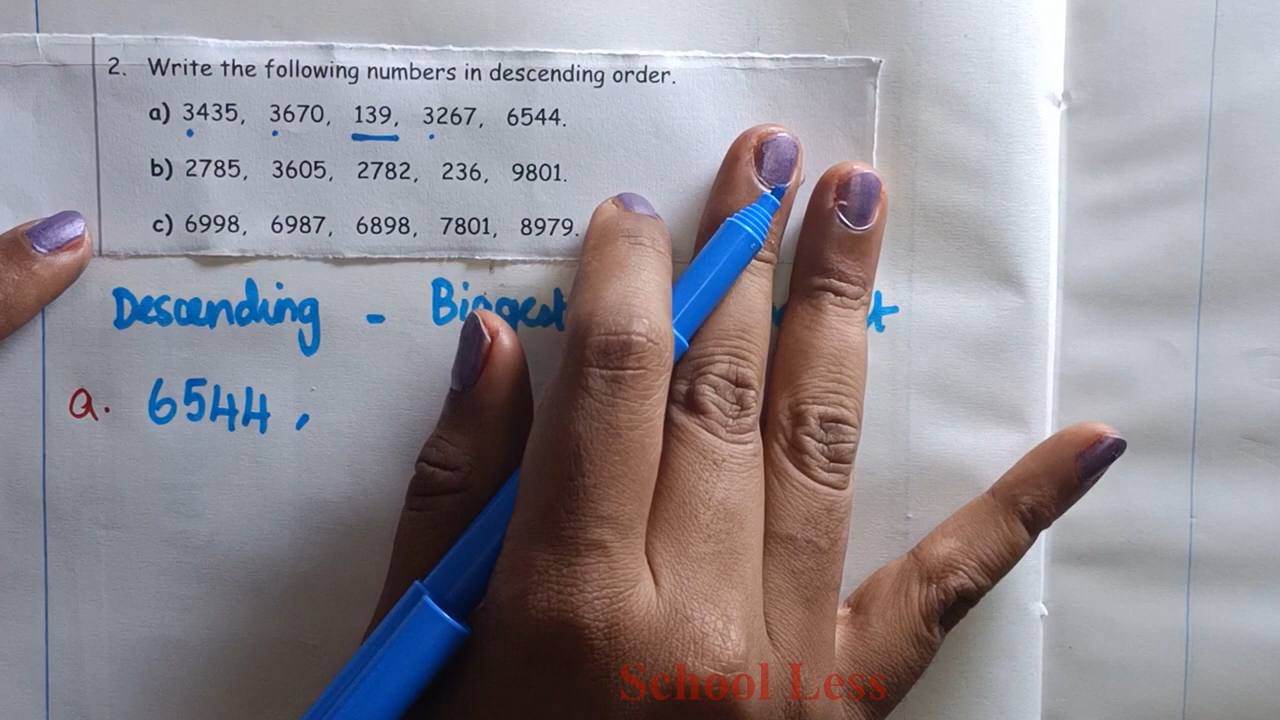 2. Write the following numbers in descending order.
a) 3435, 3670, 139, 3267, 6544.
b) 2785, 3605, 2782, 236, 9801.
c) 6998, 6987, 6898, 7801, 8979.
Descending - Biggest
a. 6544,
School Less